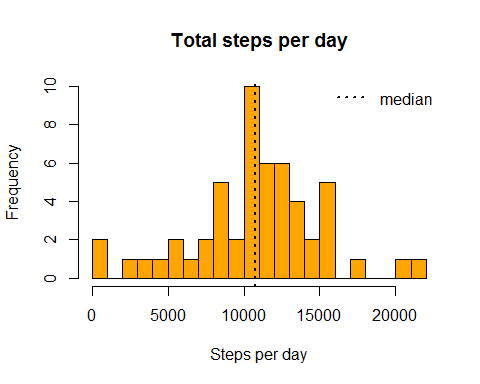 Total steps per day
median
Frequency
10
8
6
4
2
0
0 5000 10000 15000 20000
Steps per day